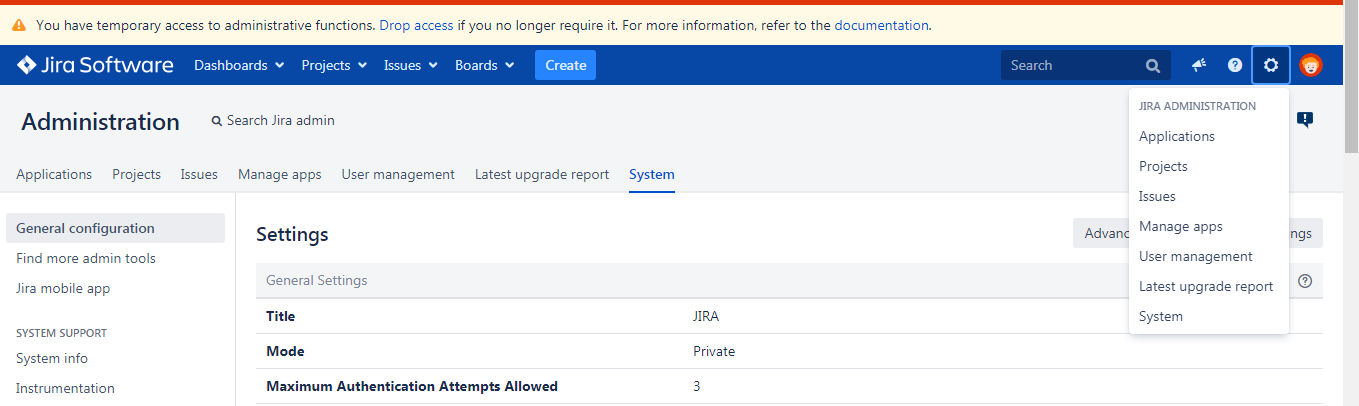 You have temporary access to administrative functions. Drop access if you no longer require it. For more information, refer to the documentation.
Jira Software Dashboards Projects Issues Boards Create Search
Administration Search Jira admin
Applications Projects Issues Manage apps User management Latest upgrade report System
JIRA ADMINISTRATION
Applications
Projects
Issues
Manage apps
User management
Latest upgrade report
System
General configuration
Find more admin tools
Jira mobile app
SYSTEM SUPPORT
System info
Instrumentation
Settings
General Settings
Title JIRA
Mode Private
Maximum Authentication Attempts Allowed 3